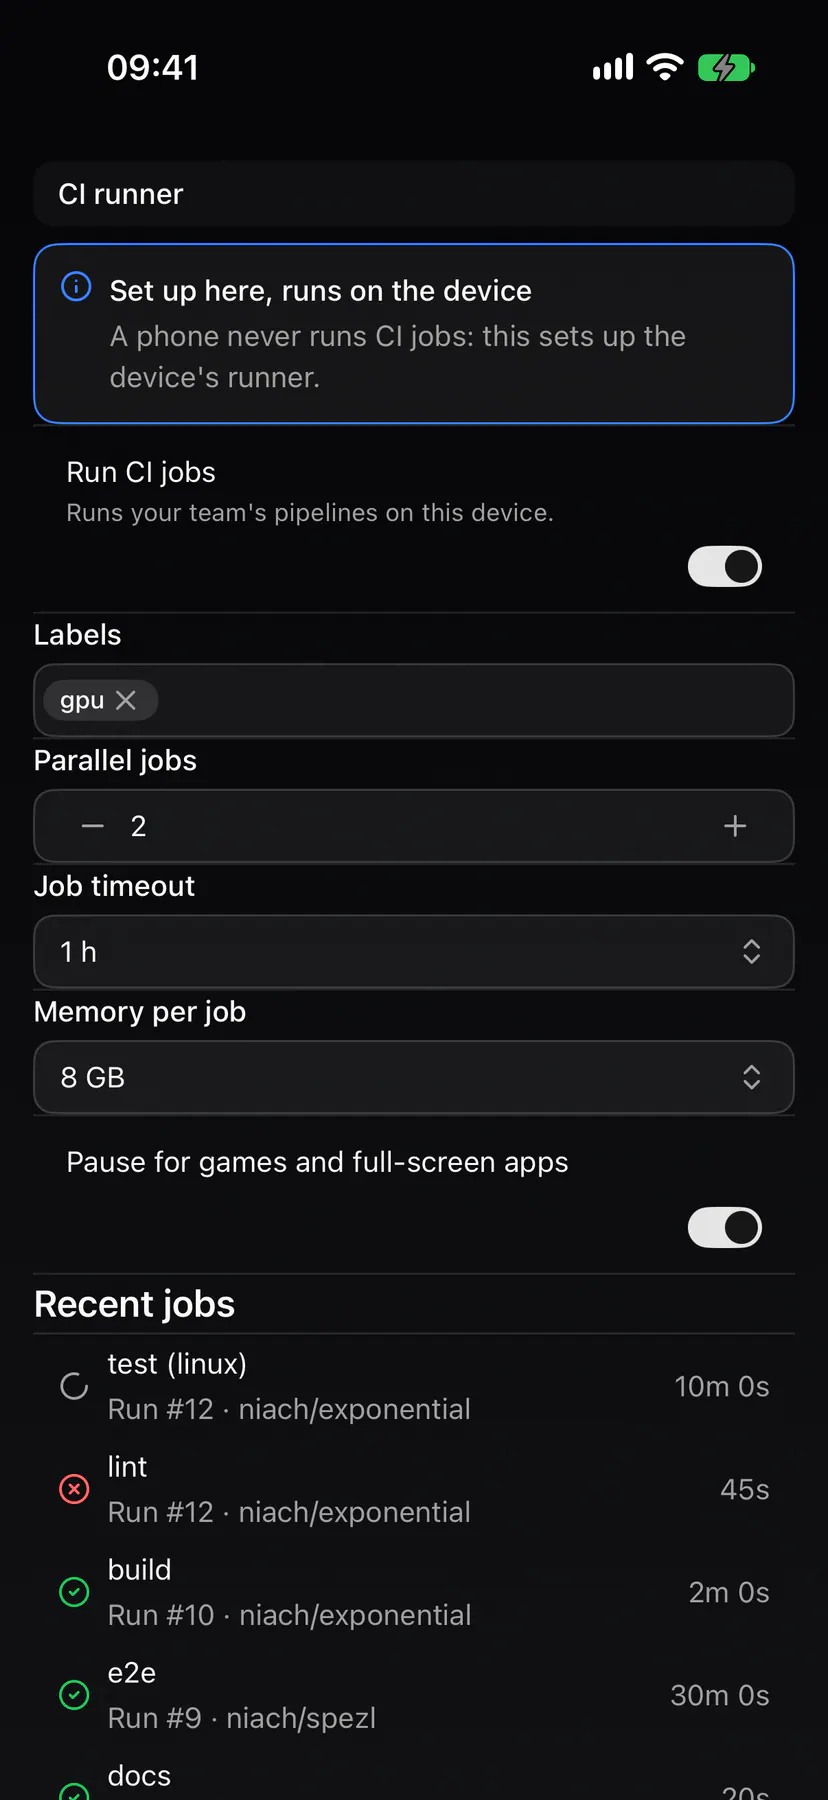 09:41
CI runner
Set up here, runs on the device
A phone never runs CI jobs: this sets up the
device's runner.
Run CI jobs
Runs your team's pipelines on this device.
Labels
gpu
Parallel jobs
2
Job timeout
1 h
Memory per job
8 GB
Pause for games and full-screen apps
Recent jobs
test (linux)
10m 0s
Run #12 · niach/exponential
lint
45s
Run #12 · niach/exponential
build
2m 0s
Run #10 · niach/exponential
e2e
30m 0s
Run #9 · niach/spezl
docs
20s